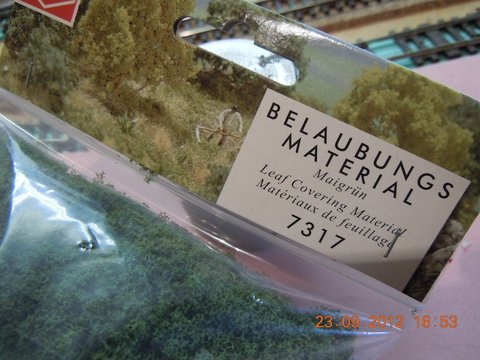 BELAUBUNGS
MATERIAL
Maigrün
Leaf Covering Material
Matériaux de feuillage
7317
23.09.2012 16:53